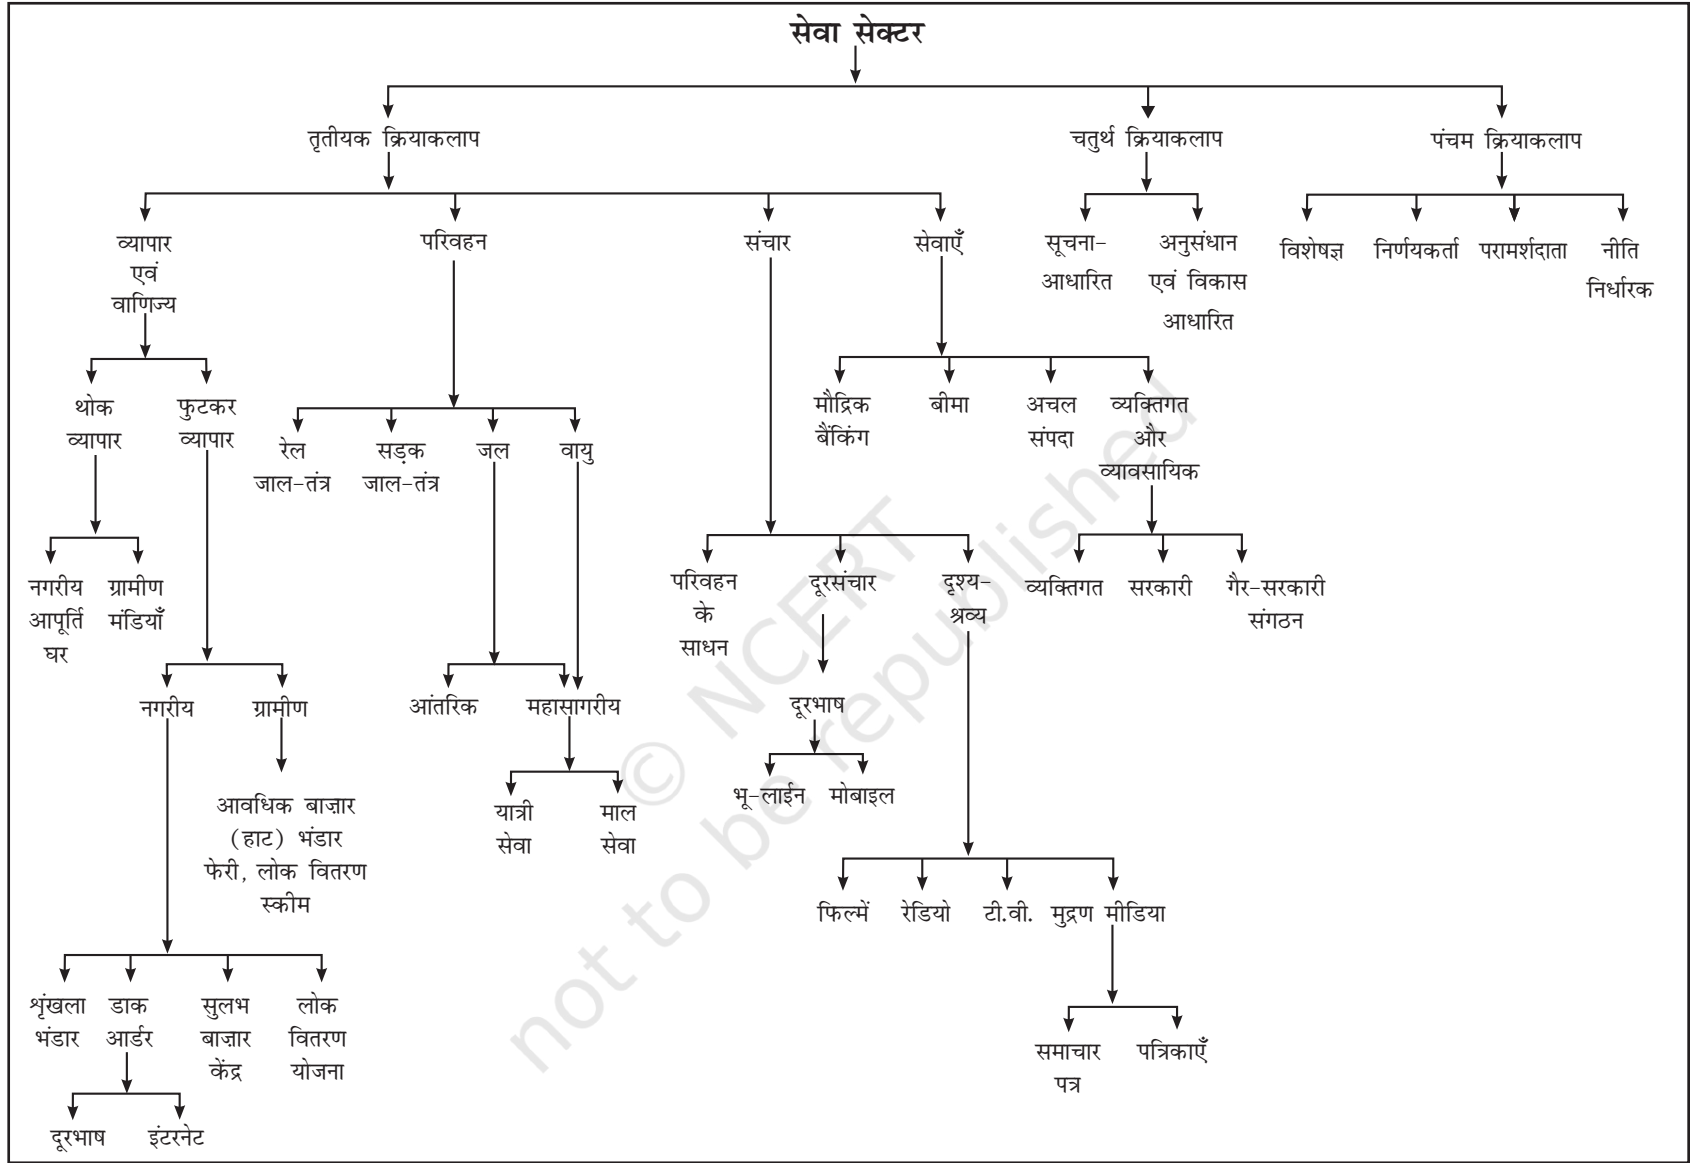 सेवा सेक्टर
तृतीयक क्रियाकलाप
चतुर्थ क्रियाकलाप
पंचम क्रियाकलाप
व्यापार
एवं
वाणिज्य
परिवहन
संचार
सेवाएँ
सूचना-
आधारित
अनुसंधान
एवं विकास
आधारित
विशेषज्ञ
निर्णयकर्ता
परामर्शदाता
नीति
निर्धारक
थोक
व्यापार
फुटकर
व्यापार
रेल
जाल-तंत्र
सड़क
जाल-तंत्र
जल
वायु
मौद्रिक
बैंकिंग
बीमा
अचल
संपदा
व्यक्तिगत
और
व्यावसायिक
नगरीय
आपूर्ति
घर
ग्रामीण
मंडियाँ
परिवहन
के
साधन
दूरसंचार
दृश्य-
श्रव्य
व्यक्तिगत
सरकारी
गैर-सरकारी
संगठन
नगरीय
ग्रामीण
आंतरिक
महासागरीय
दूरभाष
भू-लाईन
मोबाइल
आवधिक बाज़ार
(हाट) भंडार
फेरी, लोक वितरण
स्कीम
यात्री
सेवा
माल
सेवा
फिल्में
रेडियो
टी.वी.
मुद्रण मीडिया
शृंखला
भंडार
डाक
आर्डर
सुलभ
बाज़ार
केंद्र
लोक
वितरण
योजना
समाचार
पत्र
पत्रिकाएँ
दूरभाष
इंटरनेट
© NCERT
not to be republished